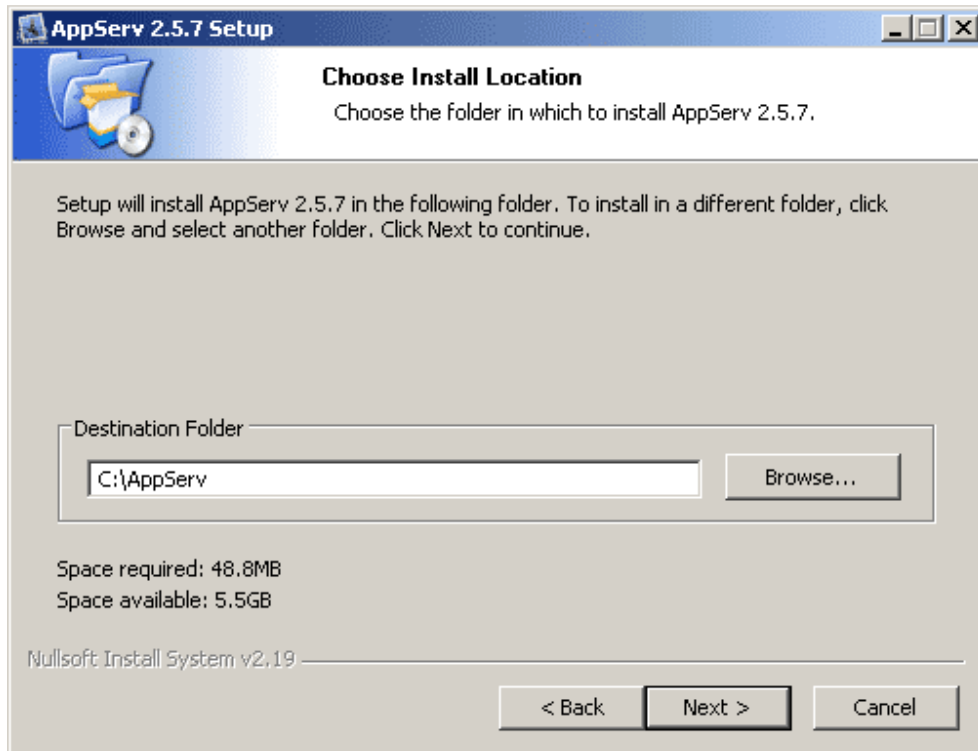 AppServ 2.5.7 Setup
Choose Install Location
Choose the folder in which to install AppServ 2.5.7.
Setup will install AppServ 2.5.7 in the following folder. To install in a different folder, click
Browse and select another folder. Click Next to continue.
Destination Folder
C:\AppServ
Browse...
Space required: 48.8MB
Space available: 5.5GB
Nullsoft Install System v2.19
< Back
Next >
Cancel